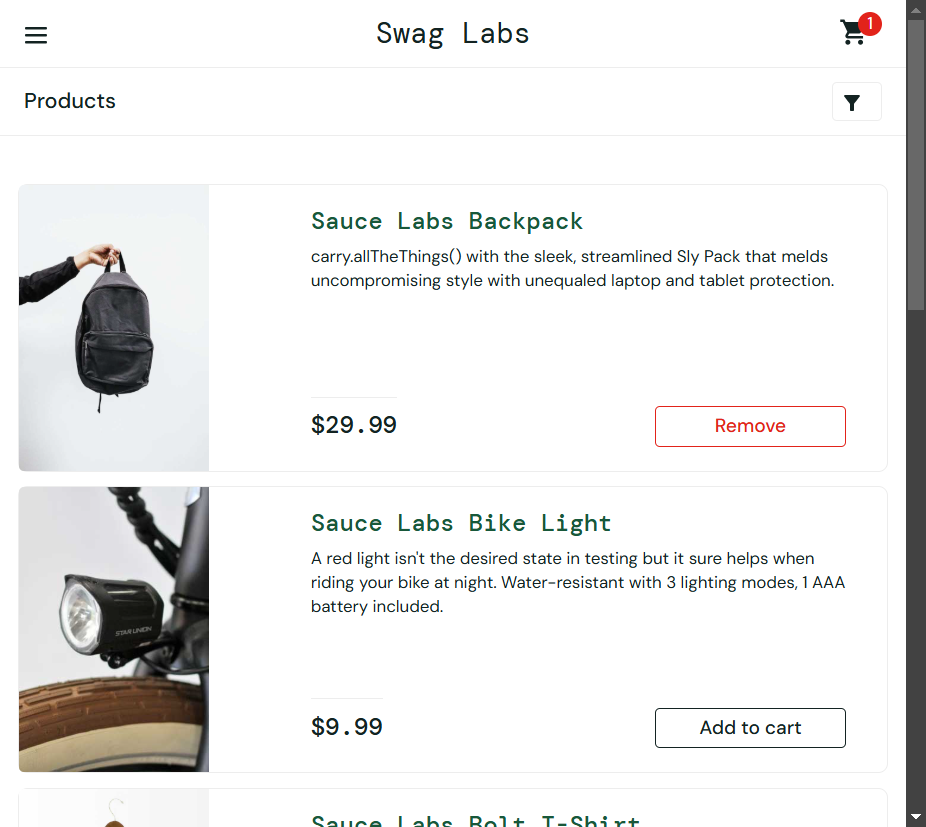 Swag Labs
1
Products
Sauce Labs Backpack
carry.allTheThings() with the sleek, streamlined Sly Pack that melds
uncompromising style with unequaled laptop and tablet protection.
$29.99
Remove
Sauce Labs Bike Light
A red light isn't the desired state in testing but it sure helps when
riding your bike at night. Water-resistant with 3 lighting modes, 1 AAA
battery included.
STAR UNION
$9.99
Add to cart
Sauce Labs Bolt T-Shirt